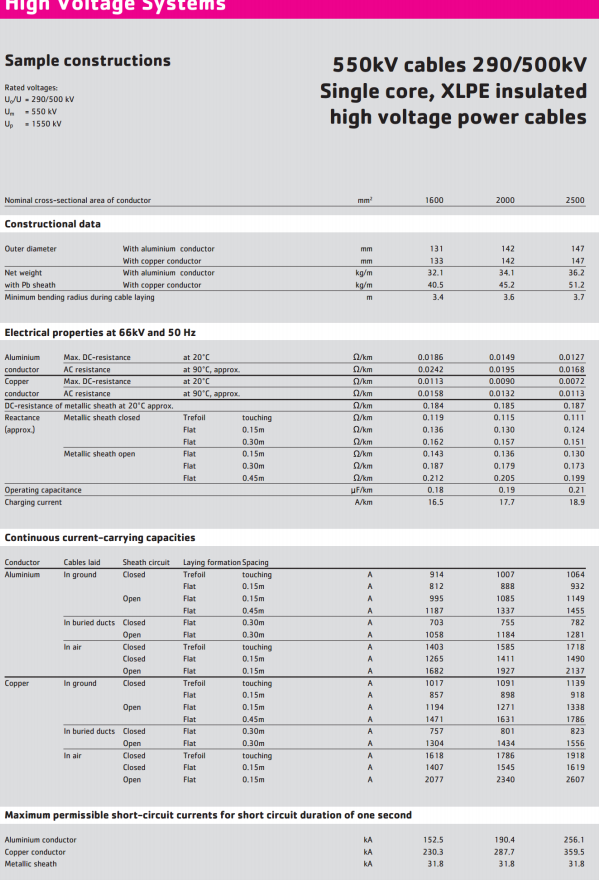 High Voltage Systems
Sample constructions
550kV cables 290/500kV
Single core, XLPE insulated
high voltage power cables
Rated voltages:
U₀/U = 290/500 kV
Uₘ = 550 kV
Uₚ = 1550 kV
Nominal cross-sectional area of conductor mm² 1600 2000 2500
Constructional data
Outer diameter With aluminium conductor mm 131 142 147
With copper conductor mm 133 142 147
Net weight With aluminium conductor kg/m 32.1 34.1 36.2
with Pb sheath With copper conductor kg/m 40.5 45.2 51.2
Minimum bending radius during cable laying m 3.4 3.6 3.7
Electrical properties at 66kV and 50 Hz
Aluminium Max. DC-resistance at 20°C Ω/km 0.0186 0.0149 0.0127
conductor AC resistance at 90°C, approx. Ω/km 0.0242 0.0195 0.0168
Copper Max. DC-resistance at 20°C Ω/km 0.0113 0.0090 0.0072
conductor AC resistance at 90°C, approx. Ω/km 0.0158 0.0132 0.0113
DC-resistance of metallic sheath at 20°C approx. Ω/km 0.184 0.185 0.187
Reactance Metallic sheath closed Trefoil touching Ω/km 0.119 0.115 0.111
(approx.) Flat 0.15m Ω/km 0.136 0.130 0.124
Flat 0.30m Ω/km 0.162 0.157 0.151
Metallic sheath open Flat 0.15m Ω/km 0.143 0.136 0.130
Flat 0.30m Ω/km 0.187 0.179 0.173
Flat 0.45m Ω/km 0.212 0.205 0.199
Operating capacitance µF/km 0.18 0.19 0.21
Charging current A/km 16.5 17.7 18.9
Continuous current-carrying capacities
Conductor Cables laid Sheath circuit Laying formation Spacing
Aluminium In ground Closed Trefoil touching A 914 1007 1064
Flat 0.15m A 812 888 932
Open Flat 0.15m A 995 1085 1149
Flat 0.45m A 1187 1337 1455
In buried ducts Closed Flat 0.30m A 703 755 782
Open Flat 0.30m A 1058 1184 1281
In air Closed Trefoil touching A 1403 1585 1718
Closed Flat 0.15m A 1265 1411 1490
Open Flat 0.15m A 1682 1927 2137
Copper In ground Closed Trefoil touching A 1017 1091 1139
Flat 0.15m A 857 898 918
Open Flat 0.15m A 1194 1271 1338
Flat 0.45m A 1471 1631 1786
In buried ducts Closed Flat 0.30m A 757 801 823
Open Flat 0.30m A 1304 1434 1556
In air Closed Trefoil touching A 1618 1786 1918
Closed Flat 0.15m A 1407 1545 1619
Open Flat 0.15m A 2077 2340 2607
Maximum permissible short-circuit currents for short circuit duration of one second
Aluminium conductor kA 152.5 190.4 256.1
Copper conductor kA 230.3 287.7 359.5
Metallic sheath kA 31.8 31.8 31.8